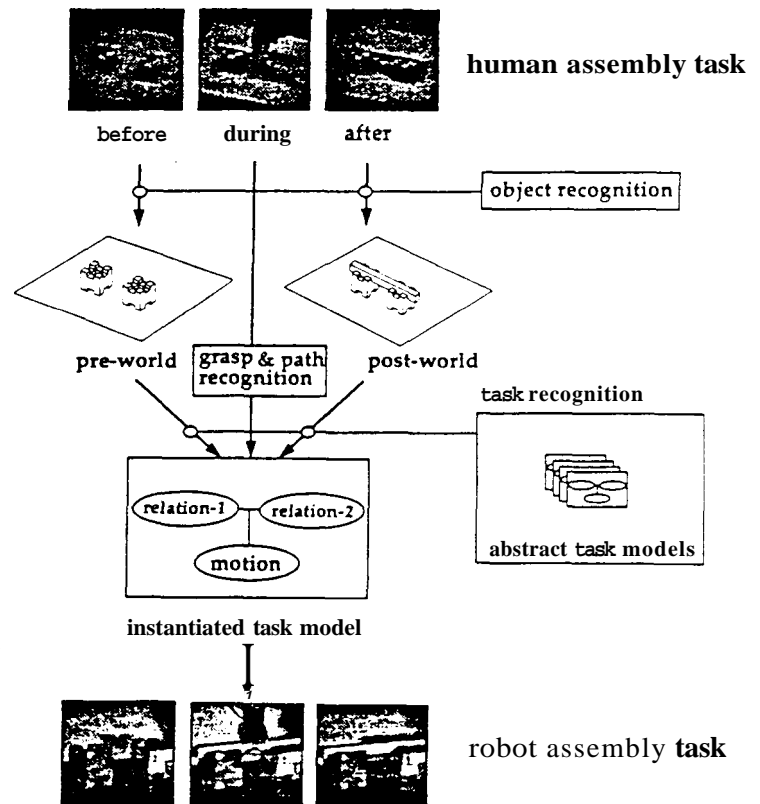 human assembly task
before during after
object recognition
pre-world
grasp & path
recognition
post-world
task recognition
relation-1 relation-2
motion
abstract task models
instantiated task model
robot assembly task